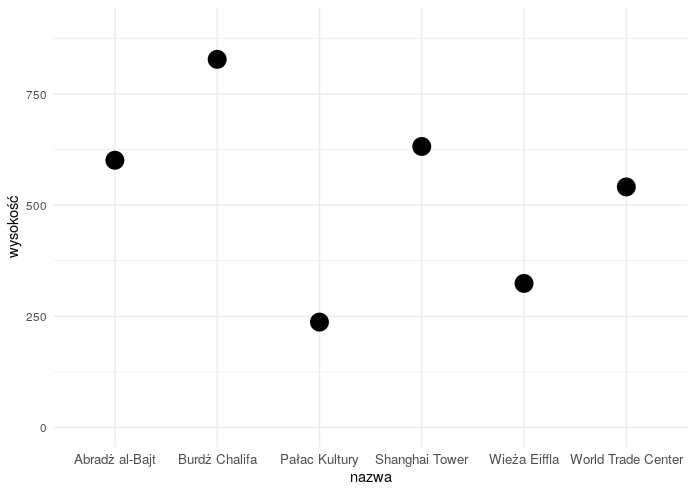 750
500
250
0
wysokość
Abradż al-Bajt Burdż Chalifa Pałac Kultury Shanghai Tower Wieża Eiffla World Trade Center
nazwa